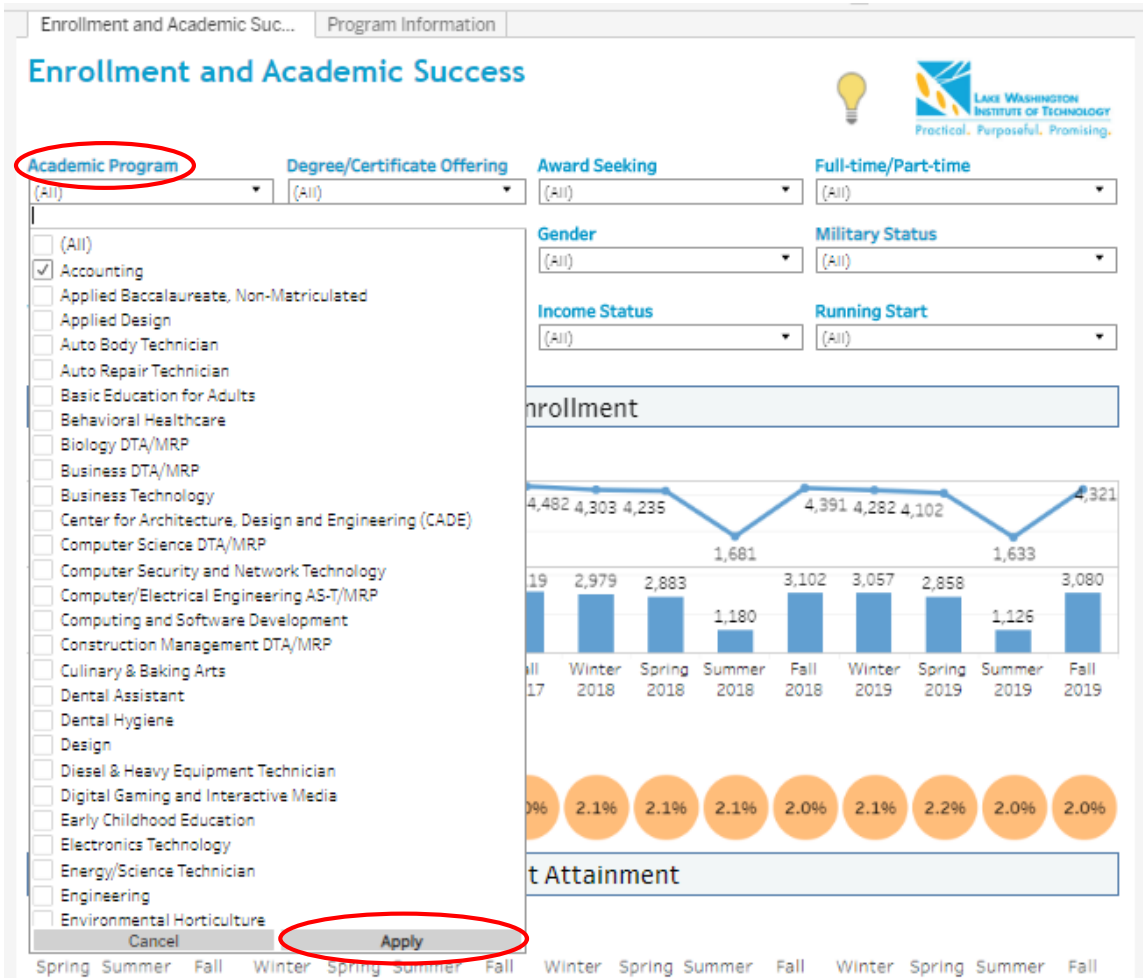 Enrollment and Academic Suc... Program Information
Enrollment and Academic Success
LAKE WASHINGTON
INSTITUTE OF TECHNOLOGY
Practical. Purposeful. Promising.
Academic Program Degree/Certificate Offering Award Seeking Full-time/Part-time
(All) (All) (All) (All)
Gender Military Status
(All) (All)
Income Status Running Start
(All) (All)
(All)
Accounting
Applied Baccalaureate, Non-Matriculated
Applied Design
Auto Body Technician
Auto Repair Technician
Basic Education for Adults
Behavioral Healthcare
Biology DTA/MRP
Business DTA/MRP
Business Technology
Center for Architecture, Design and Engineering (CADE)
Computer Science DTA/MRP
Computer Security and Network Technology
Computer/Electrical Engineering AS-T/MRP
Computing and Software Development
Construction Management DTA/MRP
Culinary & Baking Arts
Dental Assistant
Dental Hygiene
Design
Diesel & Heavy Equipment Technician
Digital Gaming and Interactive Media
Early Childhood Education
Electronics Technology
Energy/Science Technician
Engineering
Environmental Horticulture
Cancel Apply
nrollment
4,482 4,303 4,235 4,391 4,282 4,102 4,321
1,681 1,633
19 2,979 2,883 3,102 3,057 2,858 3,080
1,180 1,126
all Winter Spring Summer Fall Winter Spring Summer Fall
17 2018 2018 2018 2018 2019 2019 2019 2019
0% 2.1% 2.1% 2.1% 2.0% 2.1% 2.2% 2.0% 2.0%
t Attainment
Spring Summer Fall Winter Spring Summer Fall Winter Spring Summer Fall Winter Spring Summer Fall